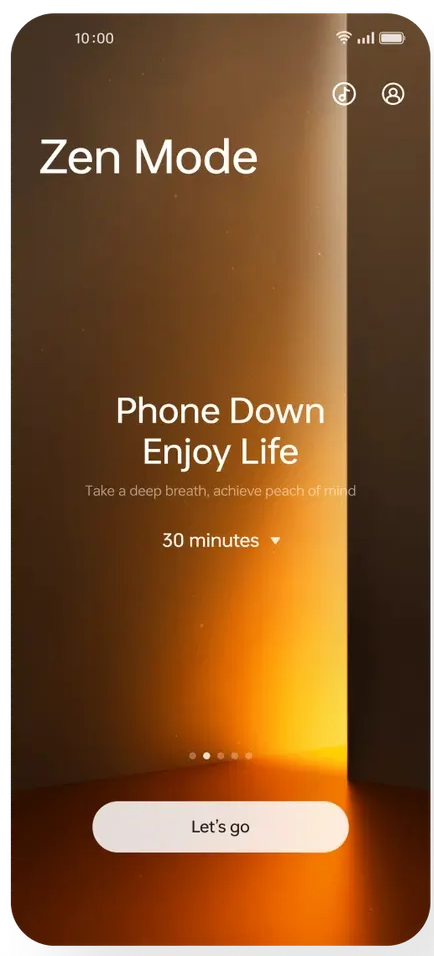 10:00
Zen Mode
Phone Down
Enjoy Life
Take a deep breath, achieve peach of mind
30 minutes
Let's go